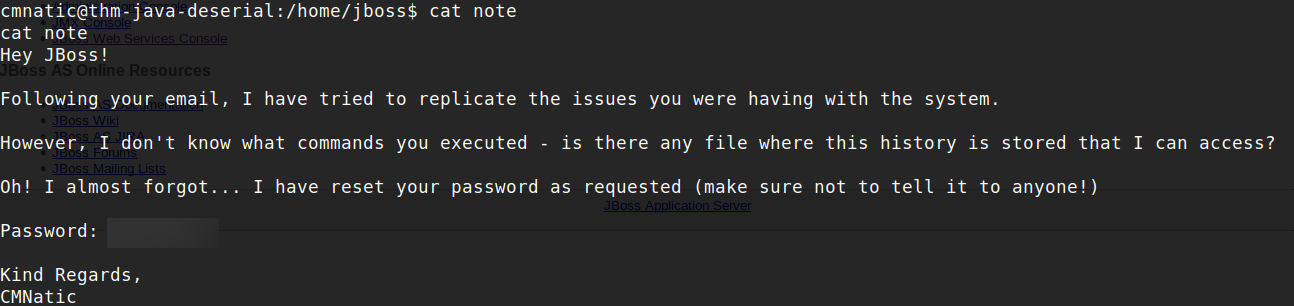 cmnatic@thm-java-deserial:/home/jboss$ cat note
JMX Console
cat note
JBoss Web Services Console
Hey JBoss!
JBoss AS Online Resources
Following your email, I have tried to replicate the issues you were having with the system.
JBoss AS Documentation
JBoss Wiki
JBoss AS JIRA
However, I don't know what commands you executed - is there any file where this history is stored that I can access?
JBoss Forums
JBoss Mailing Lists
Oh! I almost forgot... I have reset your password as requested (make sure not to tell it to anyone!)
JBoss Application Server
Password:
Kind Regards,
CMNatic